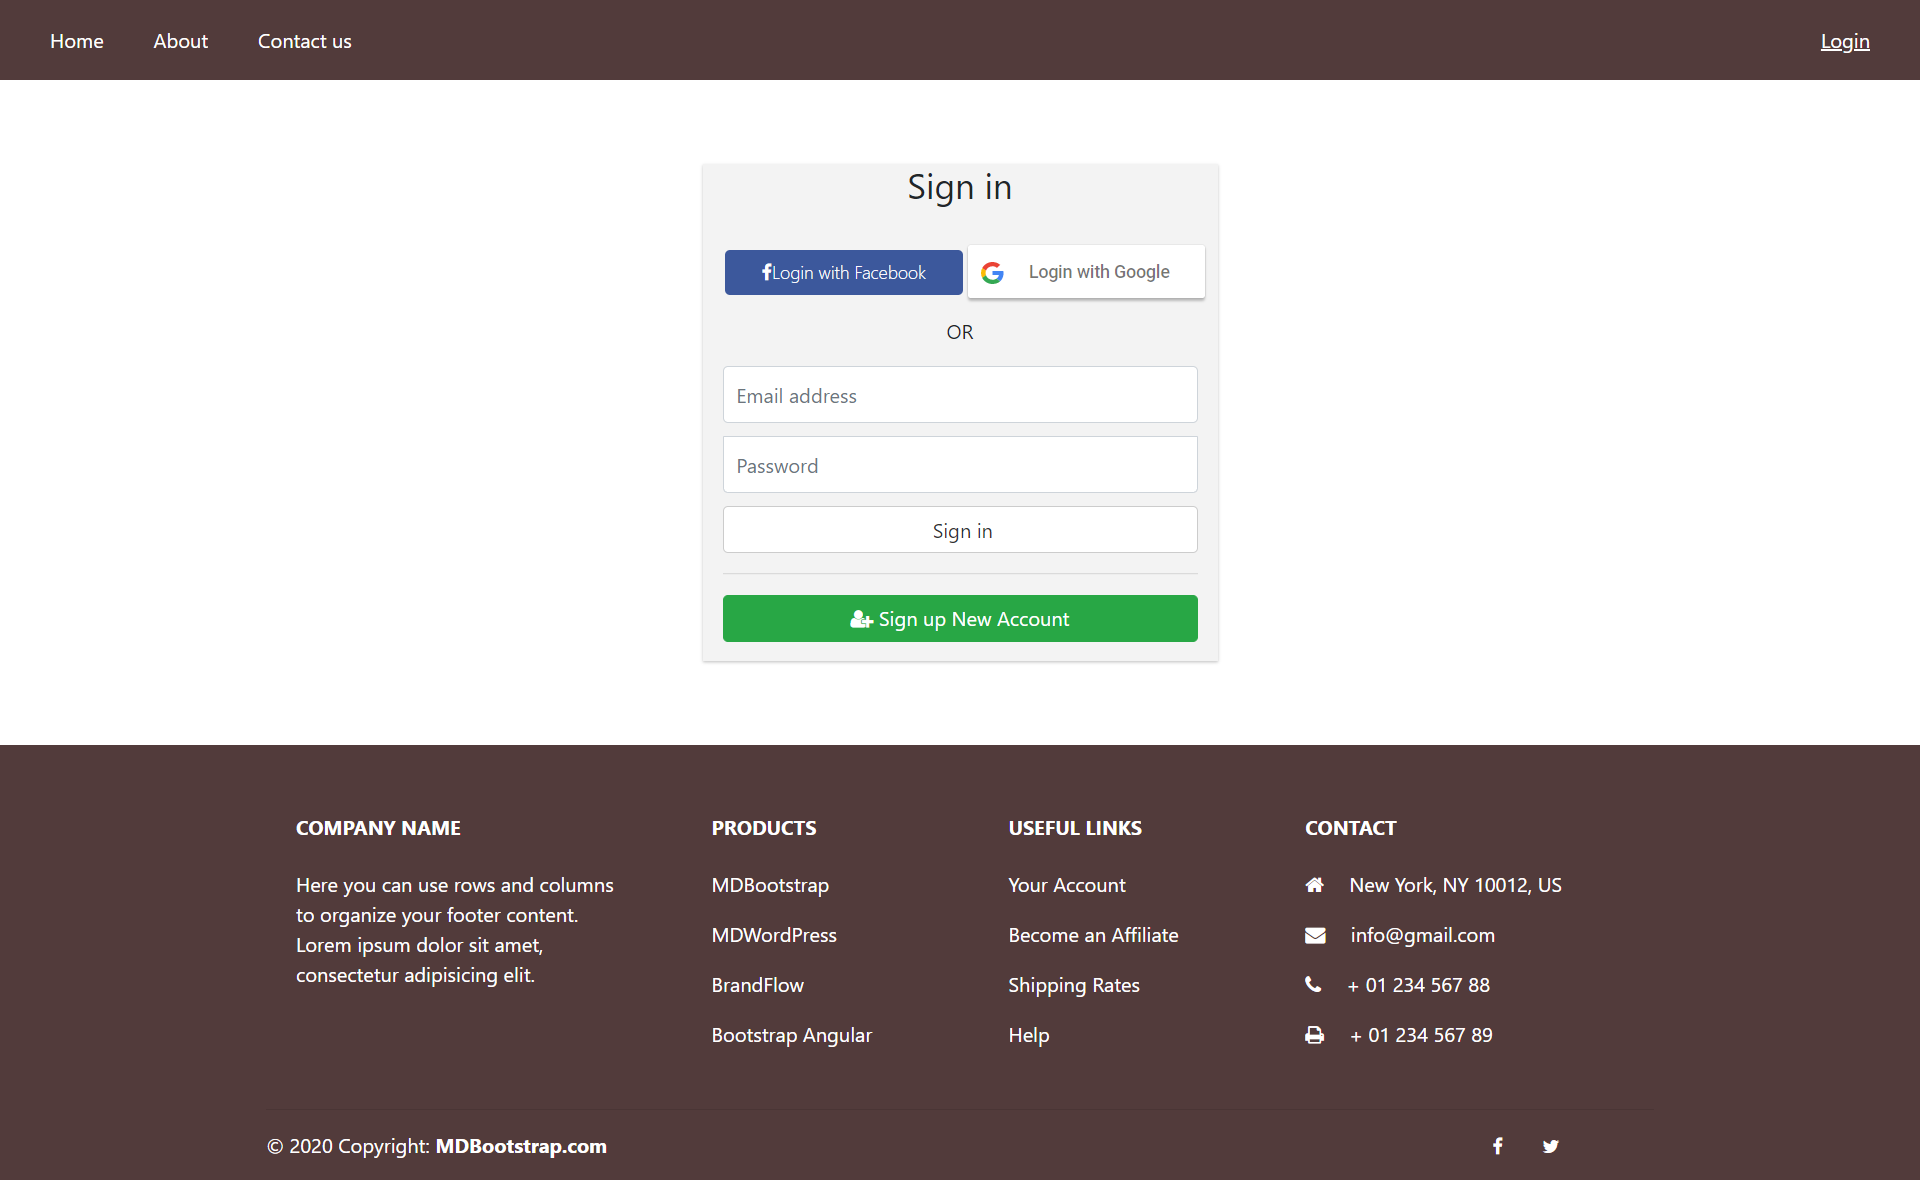 Home About Contact us Login
Sign in
Login with Facebook Login with Google
OR
Email address
Password
Sign in
Sign up New Account
COMPANY NAME
Here you can use rows and columns
to organize your footer content.
Lorem ipsum dolor sit amet,
consectetur adipisicing elit.
PRODUCTS
MDBootstrap
MDWordPress
BrandFlow
Bootstrap Angular
USEFUL LINKS
Your Account
Become an Affiliate
Shipping Rates
Help
CONTACT
New York, NY 10012, US
info@gmail.com
+ 01 234 567 88
+ 01 234 567 89
© 2020 Copyright: MDBootstrap.com